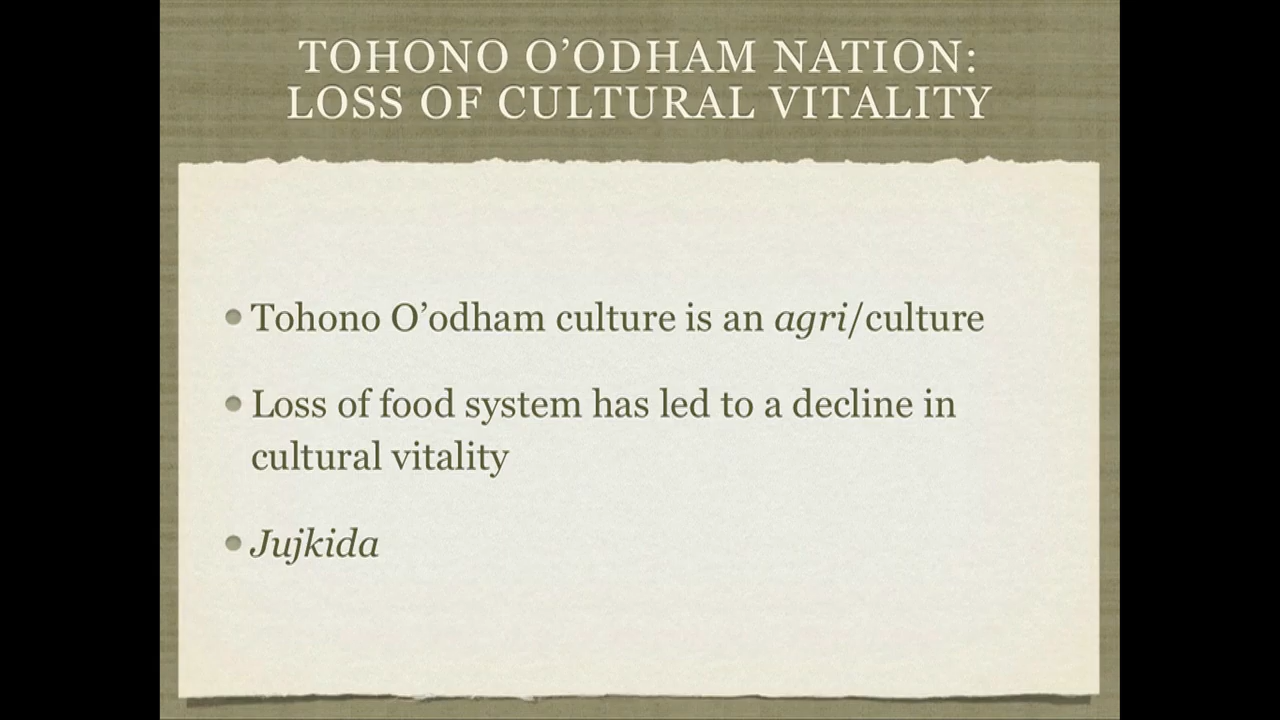 TOHONO O’ODHAM NATION:
LOSS OF CULTURAL VITALITY
Tohono O’odham culture is an agri/culture
Loss of food system has led to a decline in
cultural vitality
Jujkida